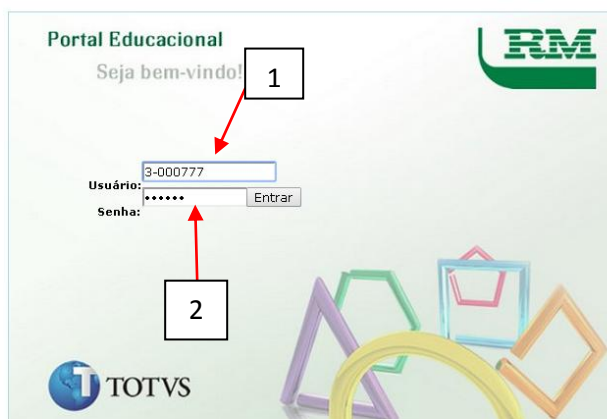 Portal Educacional
RM
Seja bem-vindo!
1
3-000777
Usuário:
•••••• Entrar
Senha:
2
TOTVS